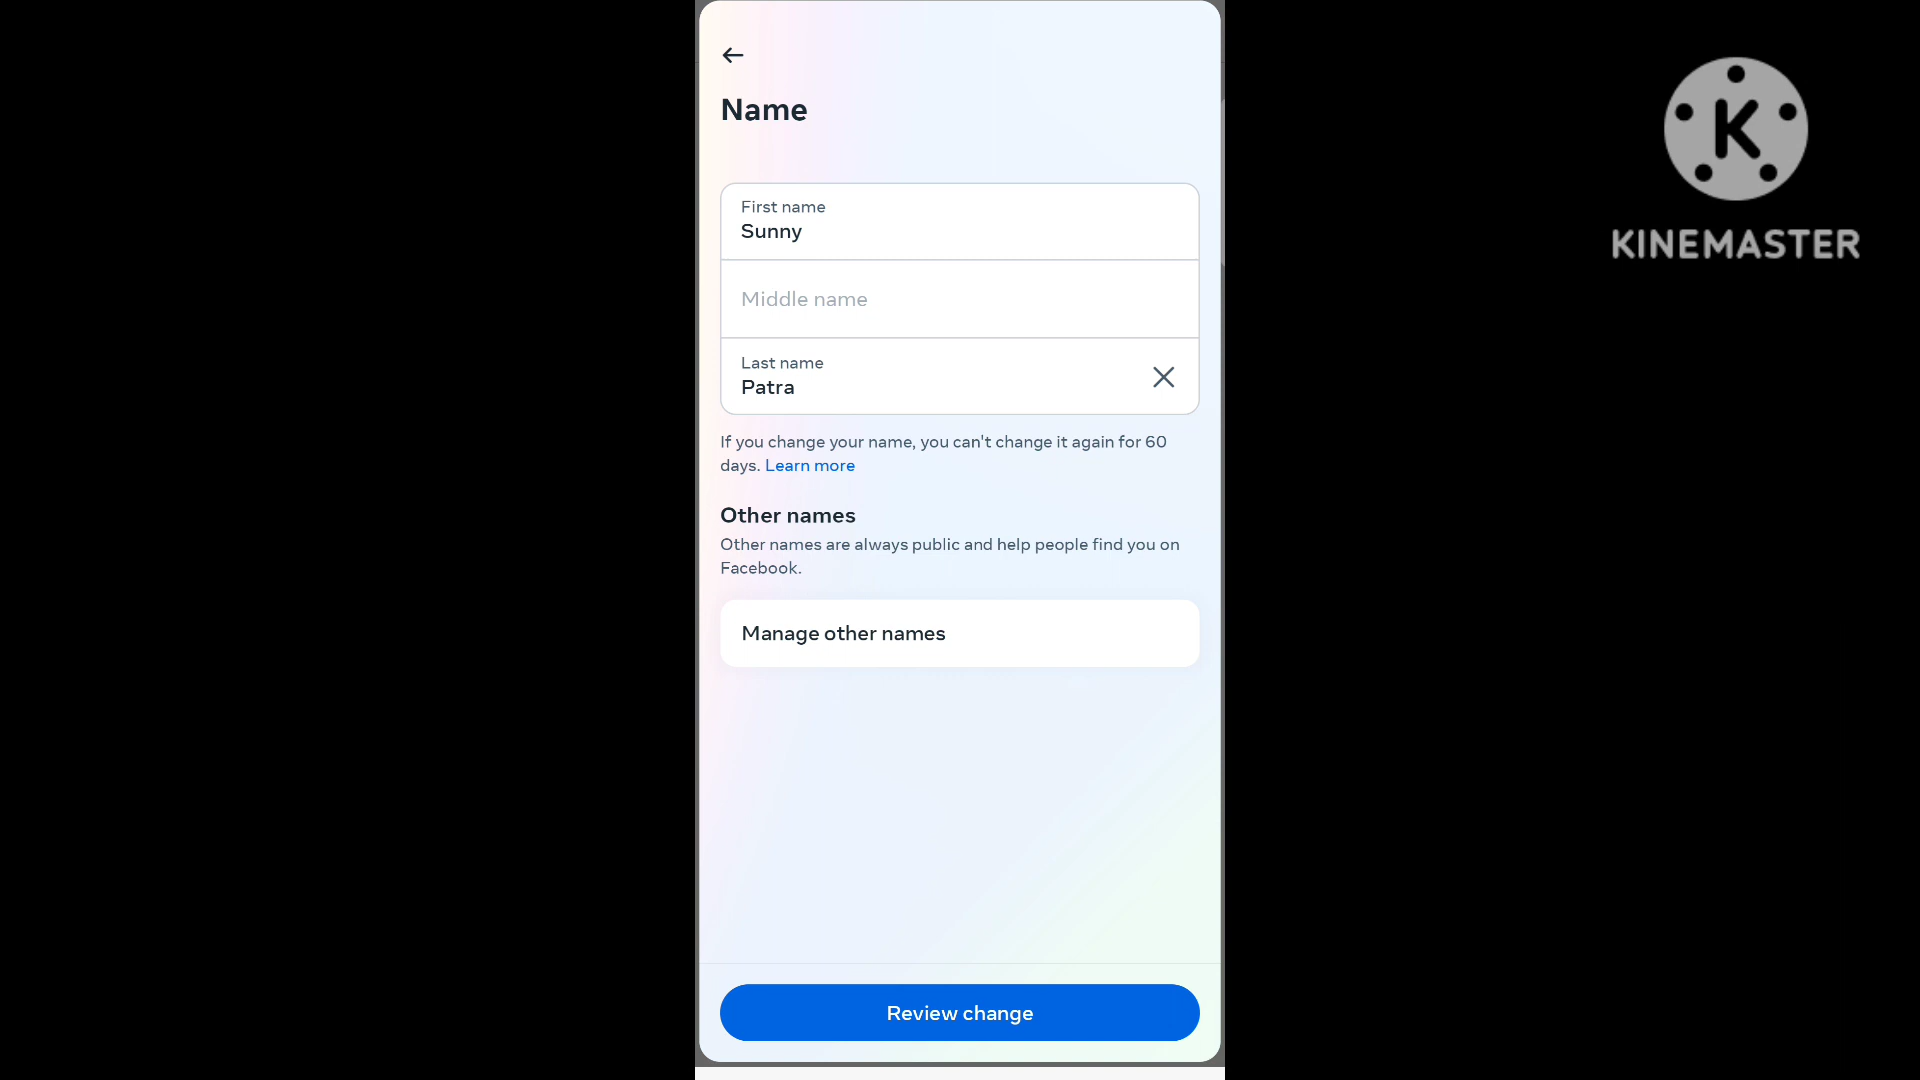 Name
First name
Sunny
Middle name
Last name
Patra
If you change your name, you can't change it again for 60
days. Learn more
Other names
Other names are always public and help people find you on
Facebook.
Manage other names
Review change
K
KINEMASTER